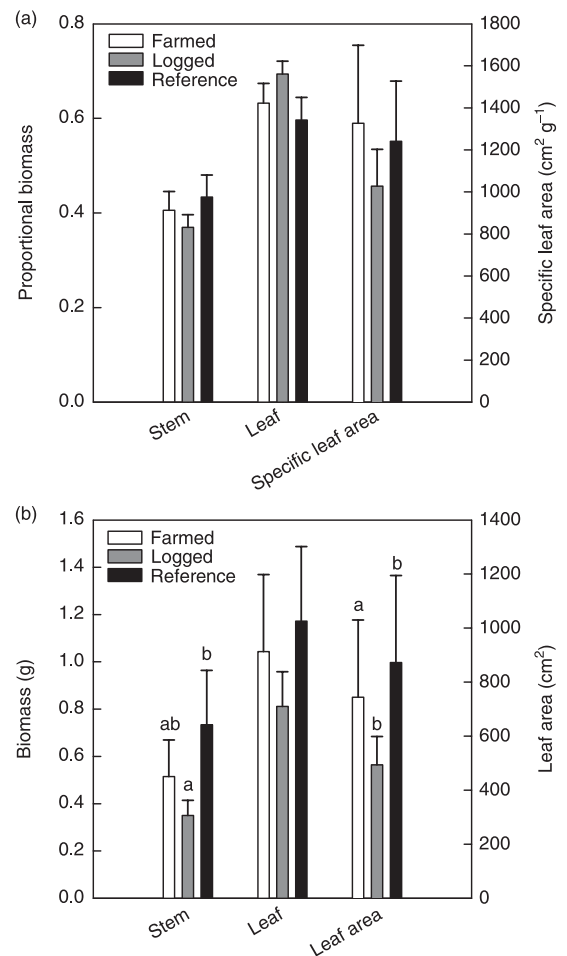 (a)
0.8
0.6
0.4
0.2
0.0
Proportional biomass
Farmed
Logged
Reference
1800
1600
1400
1200
1000
800
600
400
200
0
Specific leaf area (cm² g⁻¹)
Stem
Leaf
Specific leaf area
(b)
1.6
1.4
1.2
1.0
0.8
0.6
0.4
0.2
0.0
Biomass (g)
Farmed
Logged
Reference
ab
a
b
a
b
b
1400
1200
1000
800
600
400
200
0
Leaf area (cm²)
Stem
Leaf
Leaf area